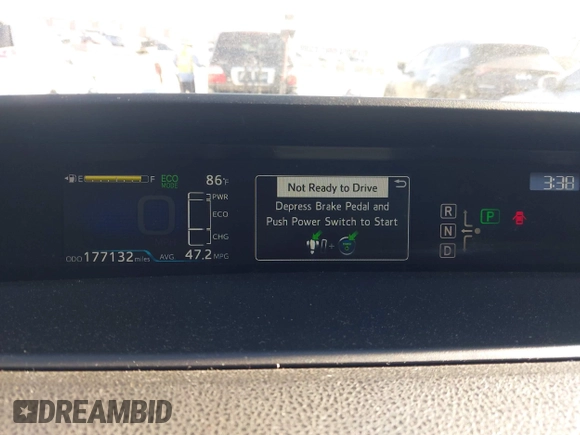 E F ECO MODE 86°F
PWR
ECO
CHG
ODO 177132 miles AVG 47.2 MPG
Not Ready to Drive
Depress Brake Pedal and
Push Power Switch to Start
R
N
D
P
3:38
DREAMBID